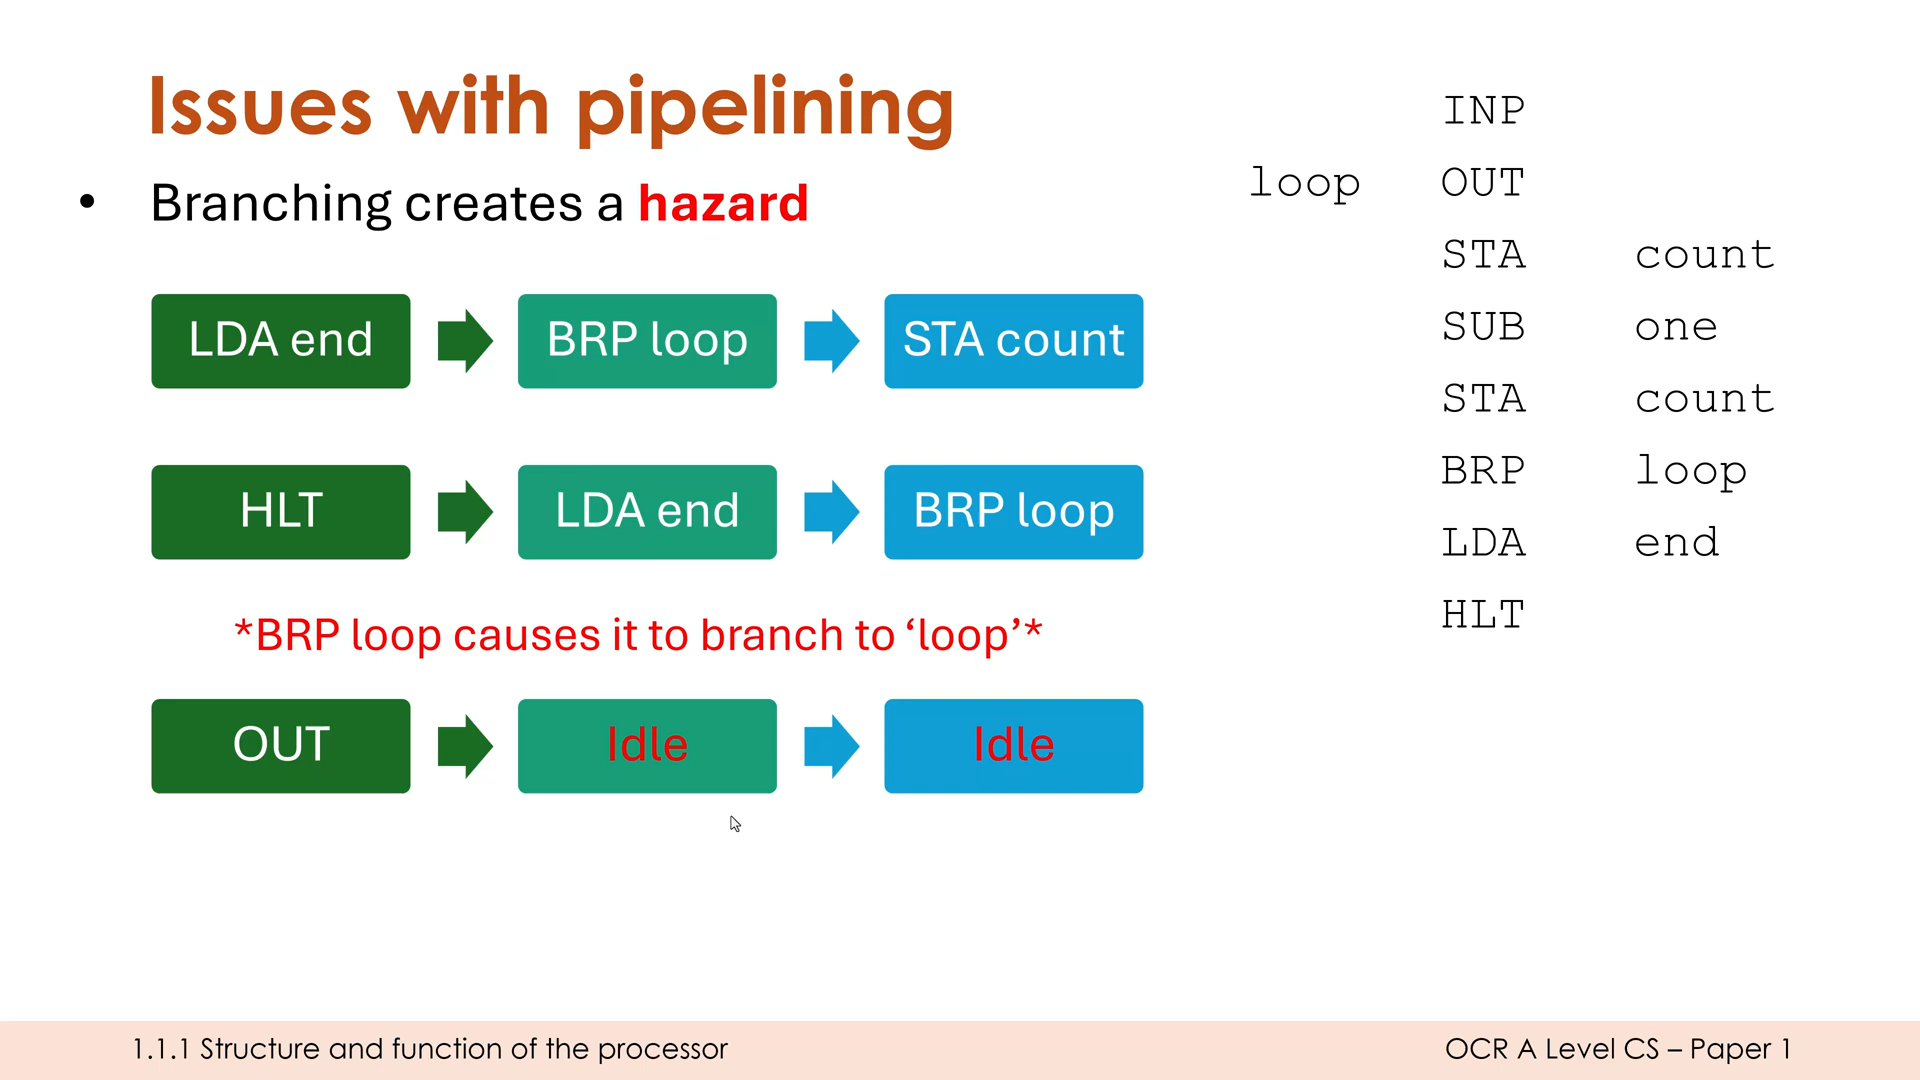 Issues with pipelining
• Branching creates a hazard
LDA end BRP loop STA count
HLT LDA end BRP loop
*BRP loop causes it to branch to ‘loop’*
OUT Idle Idle
INP
loop OUT
STA count
SUB one
STA count
BRP loop
LDA end
HLT
1.1.1 Structure and function of the processor
OCR A Level CS – Paper 1